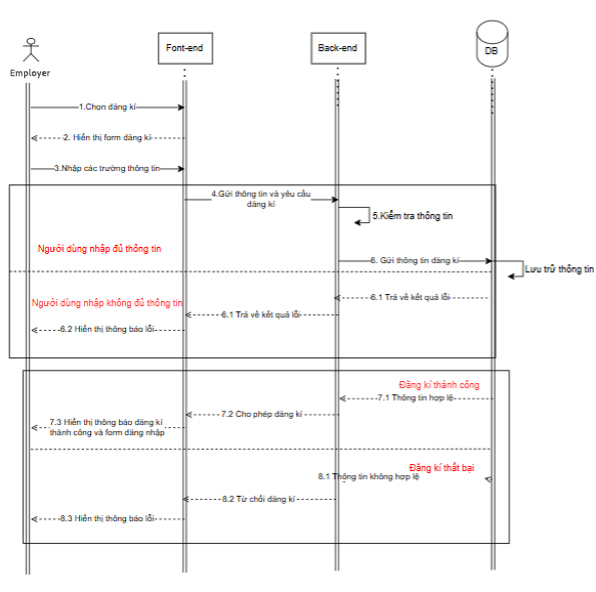 Font-end
Back-end
DB
Employer
1.Chọn đăng kí
2. Hiển thị form đăng kí
3.Nhập các trường thông tin
4.Gửi thông tin và yêu cầu
đăng kí
5.Kiểm tra thông tin
Người dùng nhập đủ thông tin
6. Gửi thông tin đăng kí
Lưu trữ thông tin
Người dùng nhập không đủ thông tin
6.1 Trả về kết quả lỗi
6.1 Trả về kết quả lỗi
6.2 Hiển thị thông báo lỗi
Đăng kí thành công
7.1 Thông tin hợp lệ
7.2 Cho phép đăng kí
7.3 Hiển thị thông báo đăng kí
thành công và form đăng nhập
Đăng kí thất bại
8.1 Thông tin không hợp lệ
8.2 Từ chối đăng kí
8.3 Hiển thị thông báo lỗi